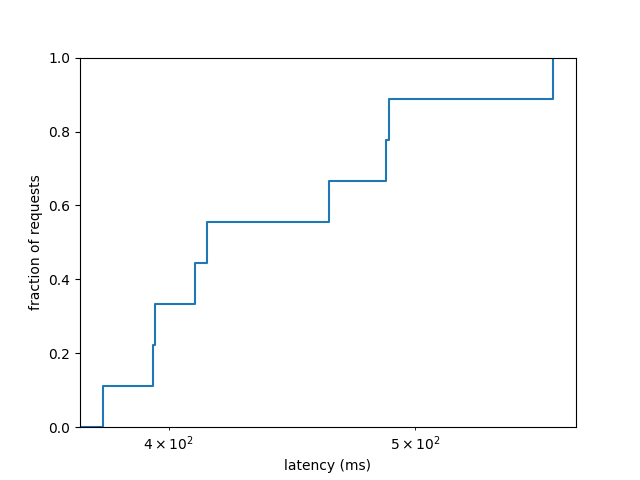 1.0
0.8
0.6
0.4
0.2
0.0
fraction of requests
4 × 10²
5 × 10²
latency (ms)